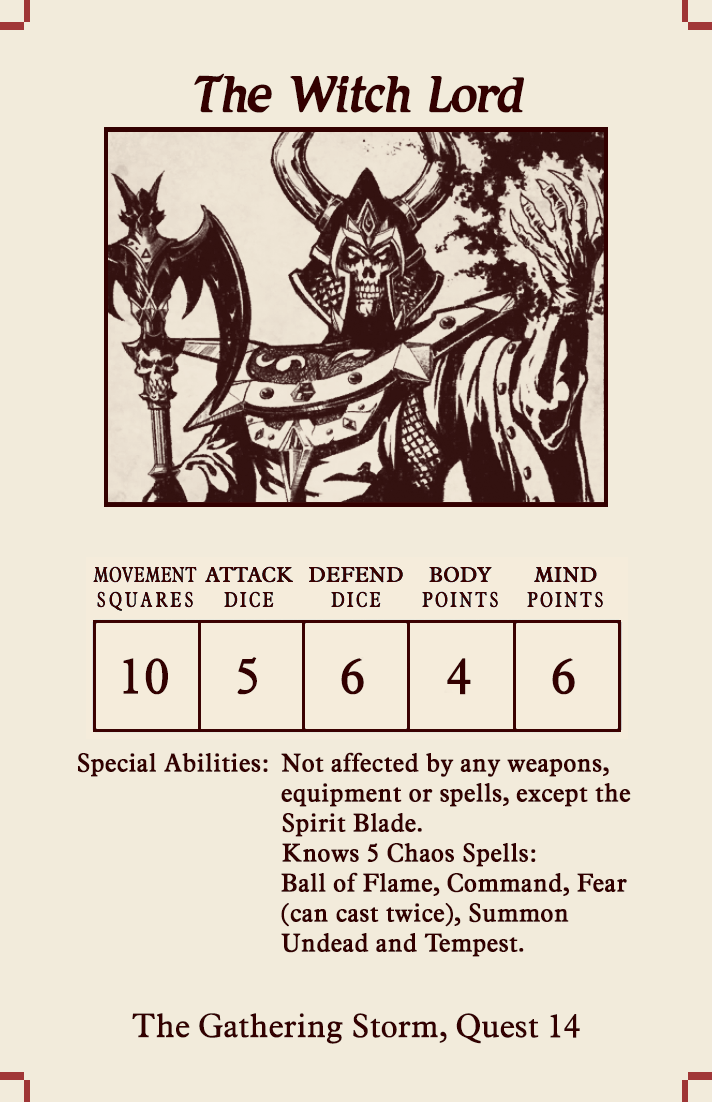 The Witch Lord
MOVEMENT SQUARES ATTACK DICE DEFEND DICE BODY POINTS MIND POINTS
10 5 6 4 6
Special Abilities: Not affected by any weapons,
equipment or spells, except the
Spirit Blade.
Knows 5 Chaos Spells:
Ball of Flame, Command, Fear
(can cast twice), Summon
Undead and Tempest.
The Gathering Storm, Quest 14